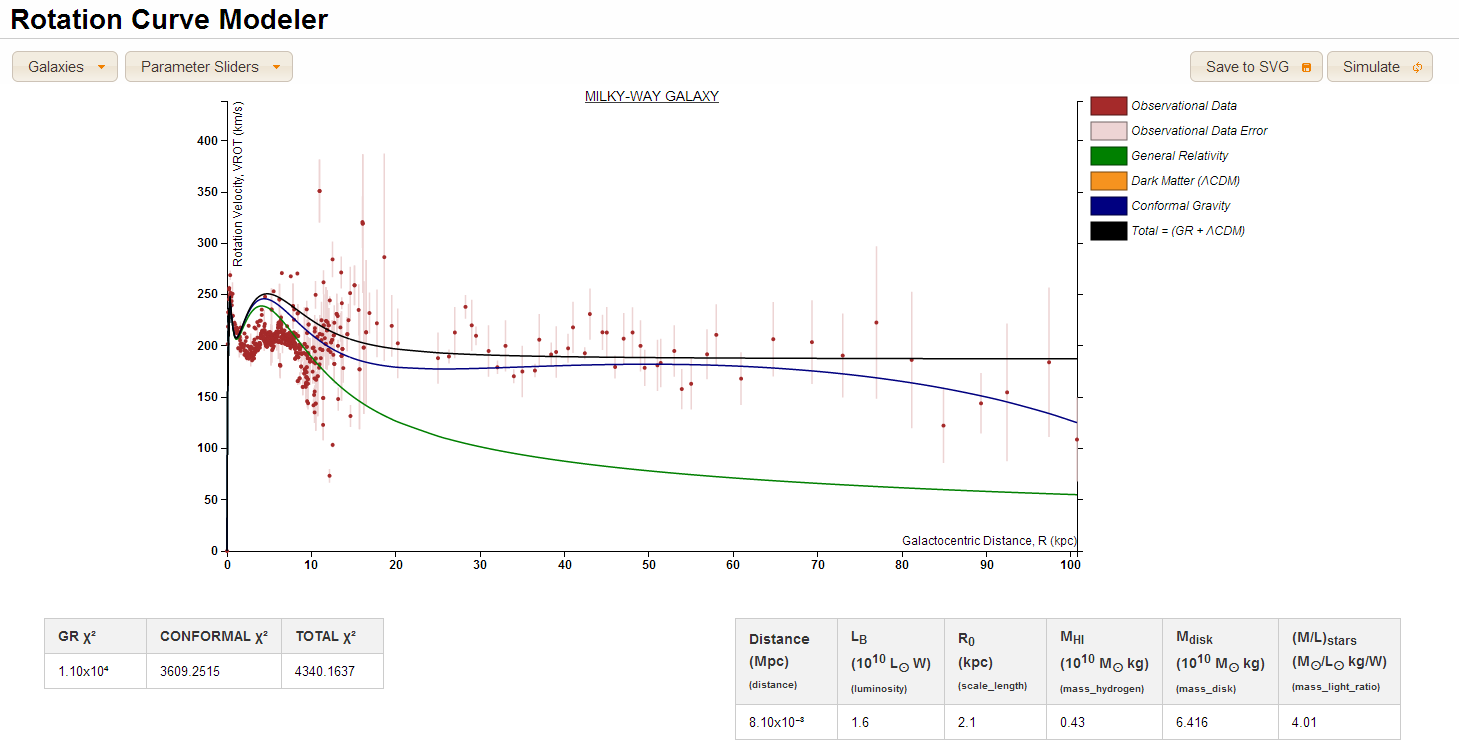 Rotation Curve Modeler
Galaxies
Parameter Sliders
Save to SVG
Simulate
MILKY-WAY GALAXY
Rotation Velocity, VROT (km/s)
400
350
300
250
200
150
100
50
0
0 10 20 30 40 50 60 70 80 90 100
Galactocentric Distance, R (kpc)
Observational Data
Observational Data Error
General Relativity
Dark Matter (ΛCDM)
Conformal Gravity
Total = (GR + ΛCDM)
GR χ² CONFORMAL χ² TOTAL χ²
1.10x10⁴ 3609.2515 4340.1637
Distance LB R0 MHI Mdisk (M/L)stars
(Mpc) (10¹⁰ L⊙ W) (kpc) (10¹⁰ M⊙ kg) (10¹⁰ M⊙ kg) (M⊙/L⊙ kg/W)
(distance) (luminosity) (scale_length) (mass_hydrogen) (mass_disk) (mass_light_ratio)
8.10x10⁻³ 1.6 2.1 0.43 6.416 4.01